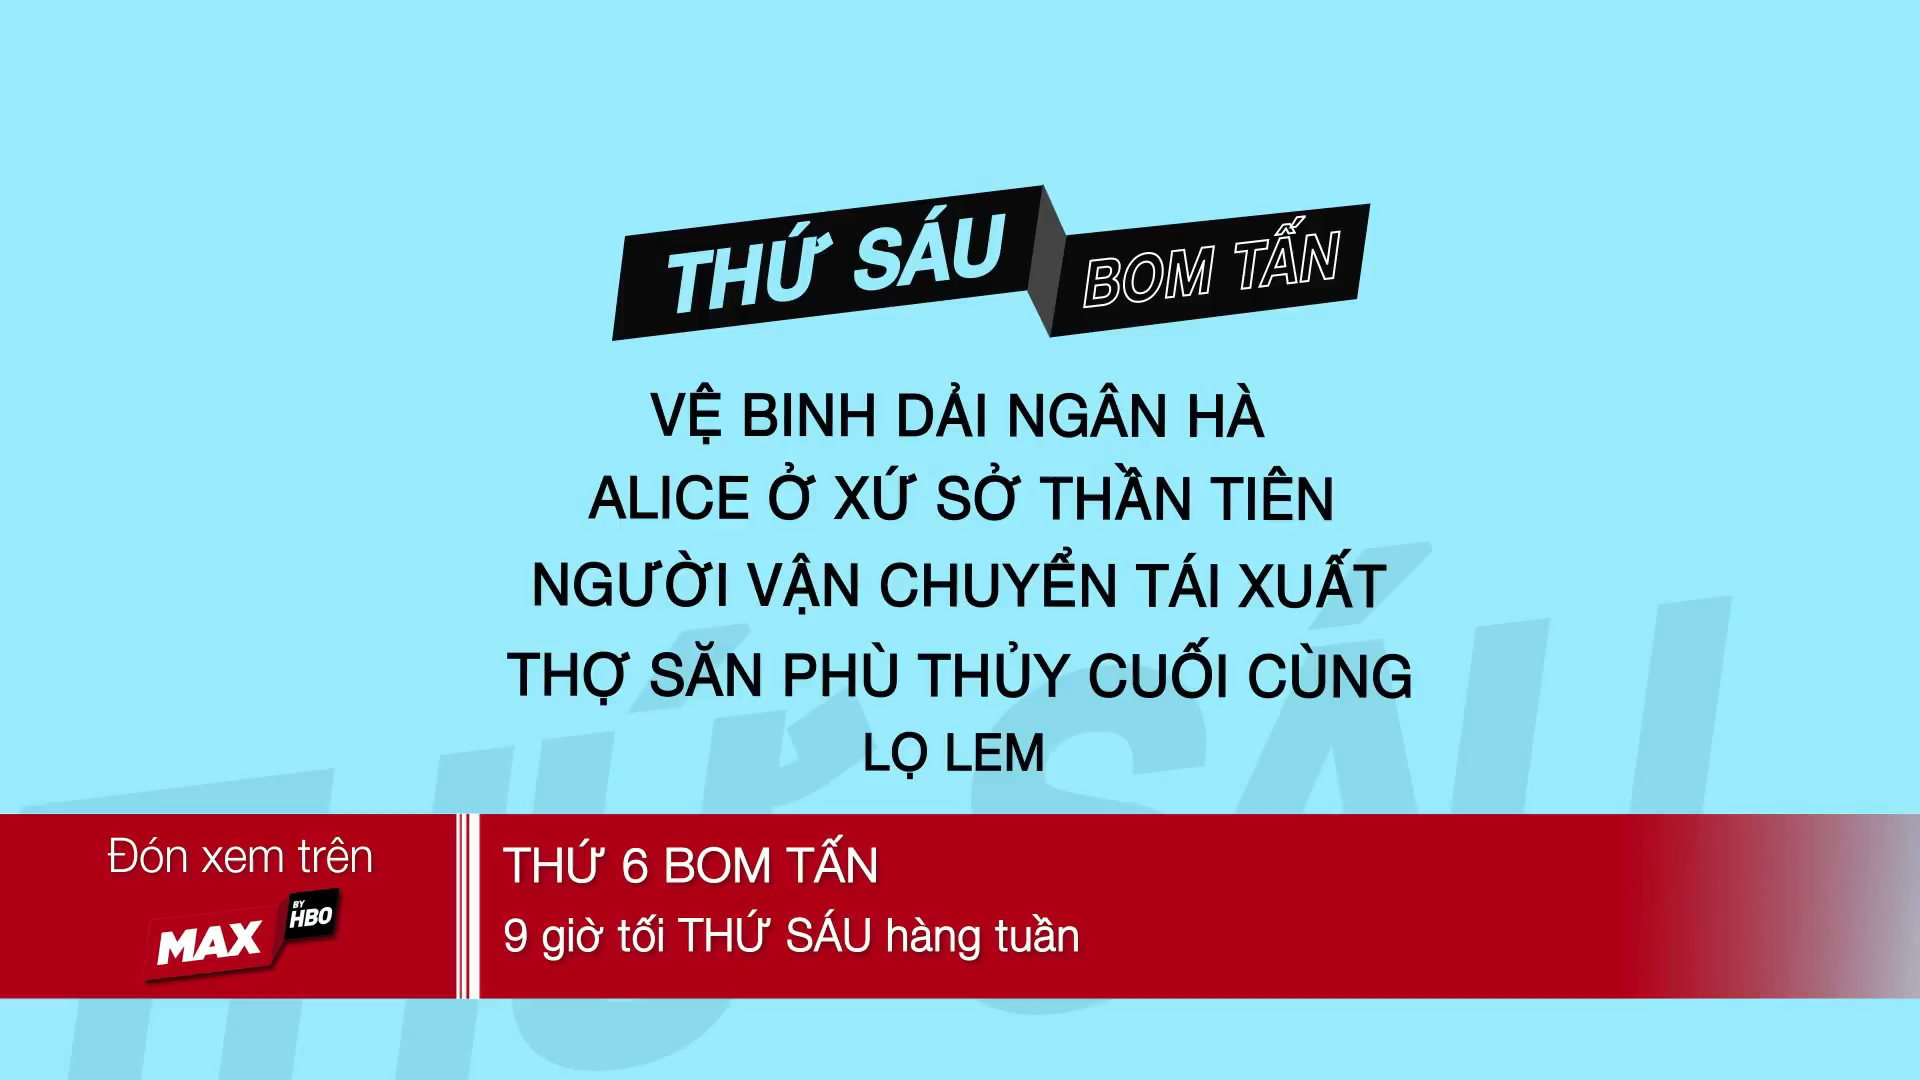 THỨ SÁU BOM TẤN
VỆ BINH DẢI NGÂN HÀ
ALICE Ở XỨ SỞ THẦN TIÊN
NGƯỜI VẬN CHUYỂN TÁI XUẤT
THỢ SĂN PHÙ THỦY CUỐI CÙNG
LỌ LEM
THỨ SÁU
Đón xem trên
MAX BY HBO
THỨ 6 BOM TẤN
9 giờ tối THỨ SÁU hàng tuần